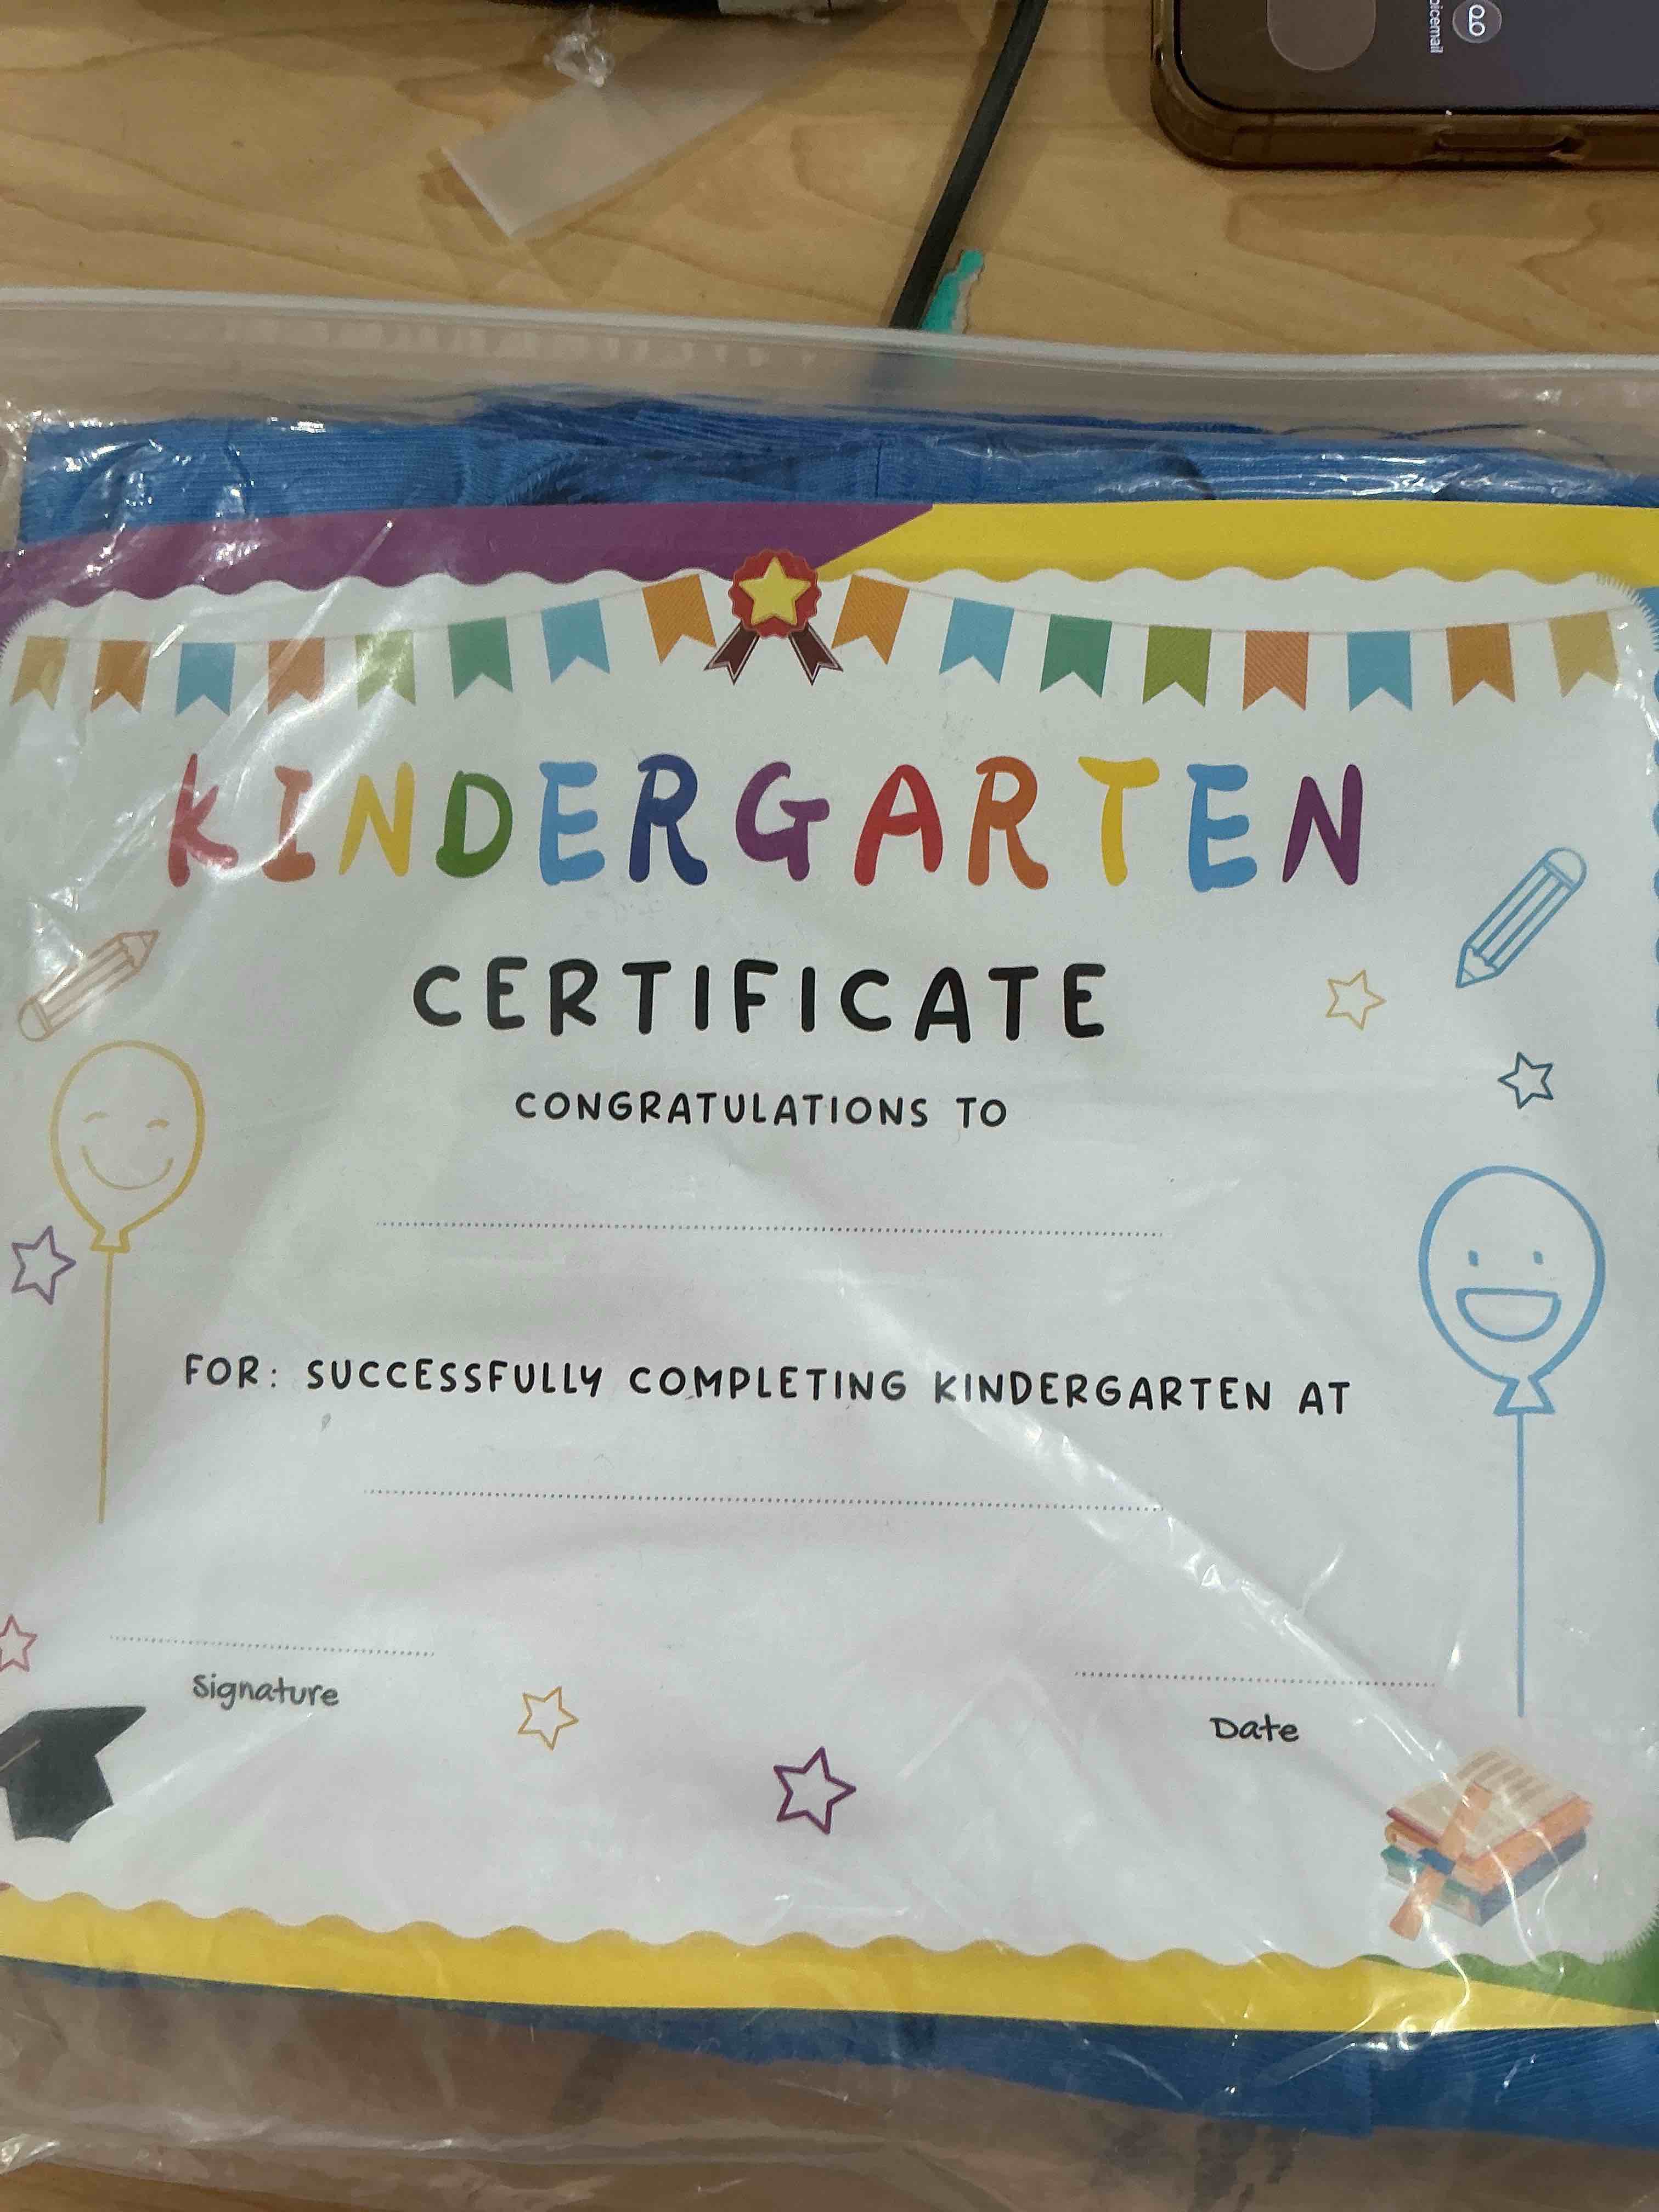 KINDERGARTEN
CERTIFICATE
CONGRATULATIONS TO
FOR: SUCCESSFULLY COMPLETING KINDERGARTEN AT
Signature
Date